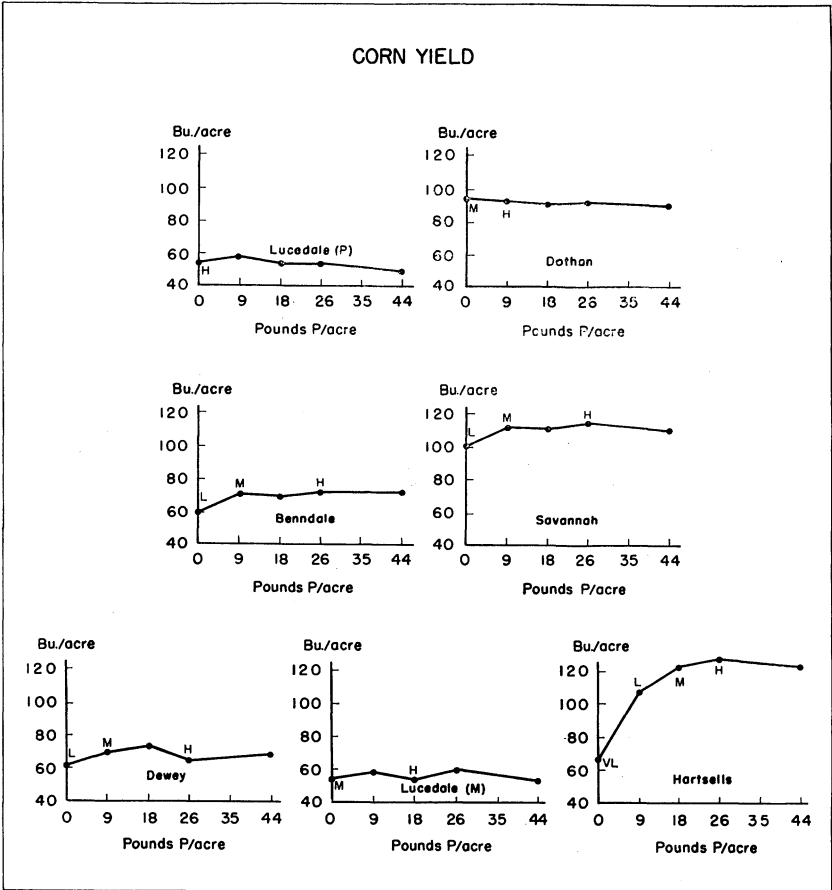 CORN YIELD
Bu./acre
120
100
80
60
40
Lucedale (P)
H
0 9 18 26 35 44
Pounds P/acre
Bu./acre
120
100
80
60
40
M H
Dothan
0 9 18 26 35 44
Pounds P/acre
Bu./acre
120
100
80
60
40
L M H
Benndale
0 9 18 26 35 44
Pounds P/acre
Bu./acre
120
100
80
60
40
L M H
Savannah
0 9 18 26 35 44
Pounds P/acre
Bu./acre
120
100
80
60
40
L M H
Dewey
0 9 18 26 35 44
Pounds P/acre
Bu./acre
120
100
80
60
40
M H
Lucedale (M)
0 9 18 26 35 44
Pounds P/acre
Bu./acre
120
100
80
60
40
VL L M H
Hartsells
0 9 18 26 35 44
Pounds P/acre